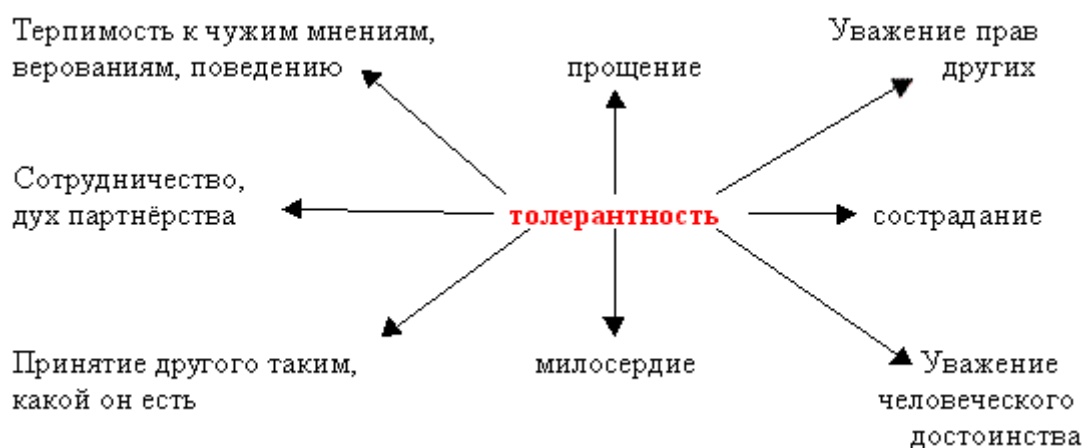 Терпимость к чужим мнениям,
верованиям, поведению
прощение
Уважение прав
других
Сотрудничество,
дух партнёрства
толерантность
сострадание
Принятие другого таким,
какой он есть
милосердие
Уважение
человеческого
достоинства